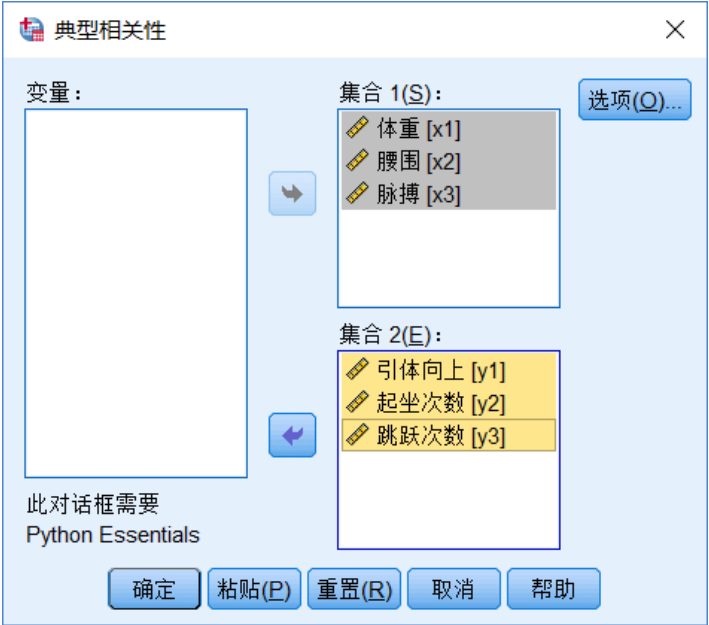 典型相关性
变量：
集合 1(S)：
选项(O)...
体重 [x1]
腰围 [x2]
脉搏 [x3]
集合 2(E)：
引体向上 [y1]
起坐次数 [y2]
跳跃次数 [y3]
此对话框需要
Python Essentials
确定
粘贴(P)
重置(R)
取消
帮助